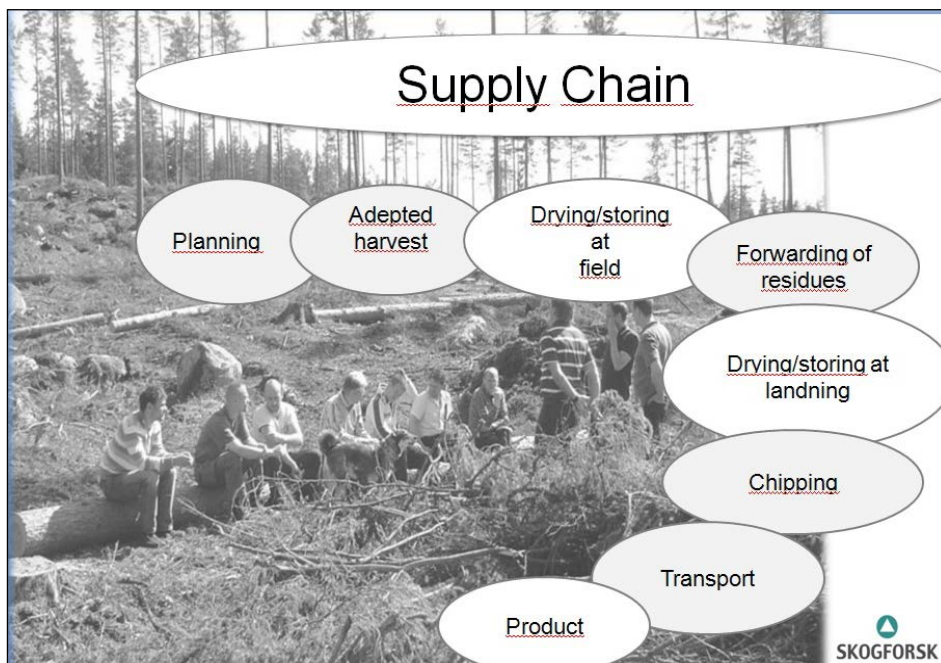 Supply Chain
Planning
Adepted
harvest
Drying/storing
at
field
Forwarding of
residues
Drying/storing at
landning
Chipping
Transport
Product
SKOGFORSK